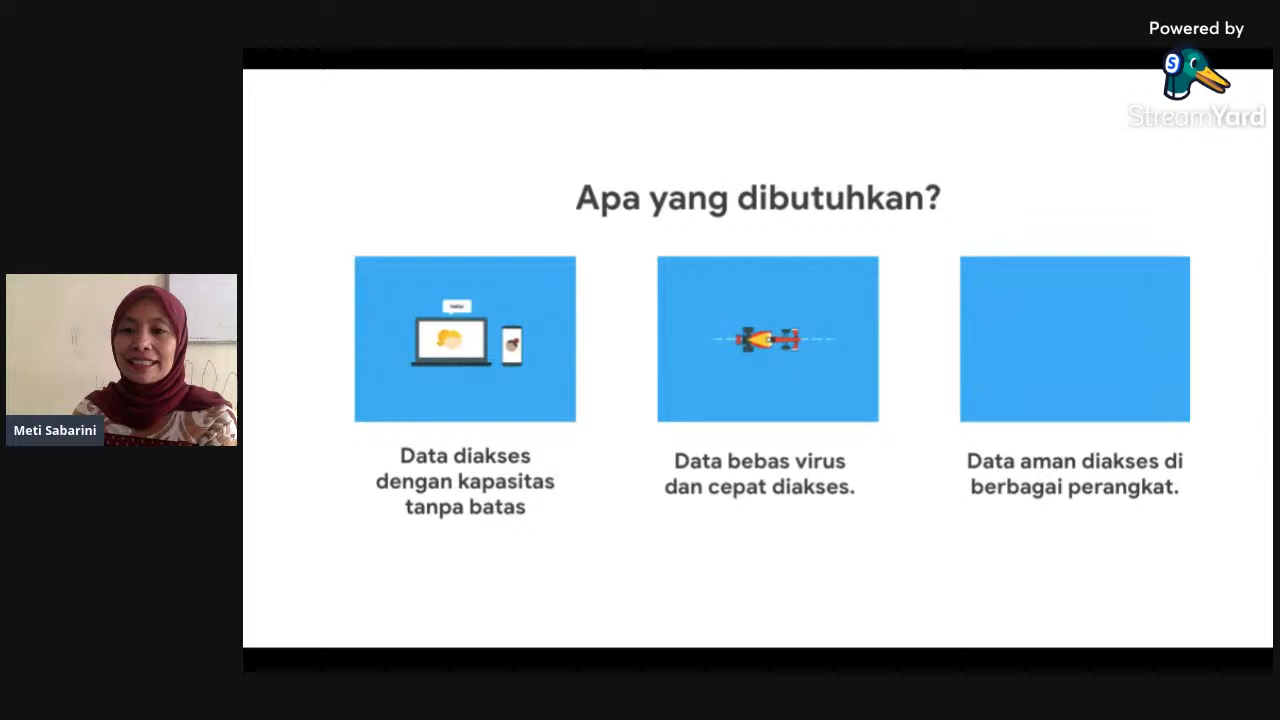 Powered by
StreamYard
Apa yang dibutuhkan?
Data diakses
dengan kapasitas
tanpa batas
Data bebas virus
dan cepat diakses.
Data aman diakses di
berbagai perangkat.
Meti Sabarini